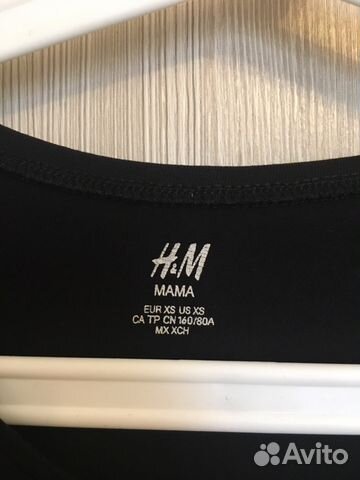 H&M
MAMA
EUR XS US XS
CA TP CN 160/80A
MX XCH
Avito